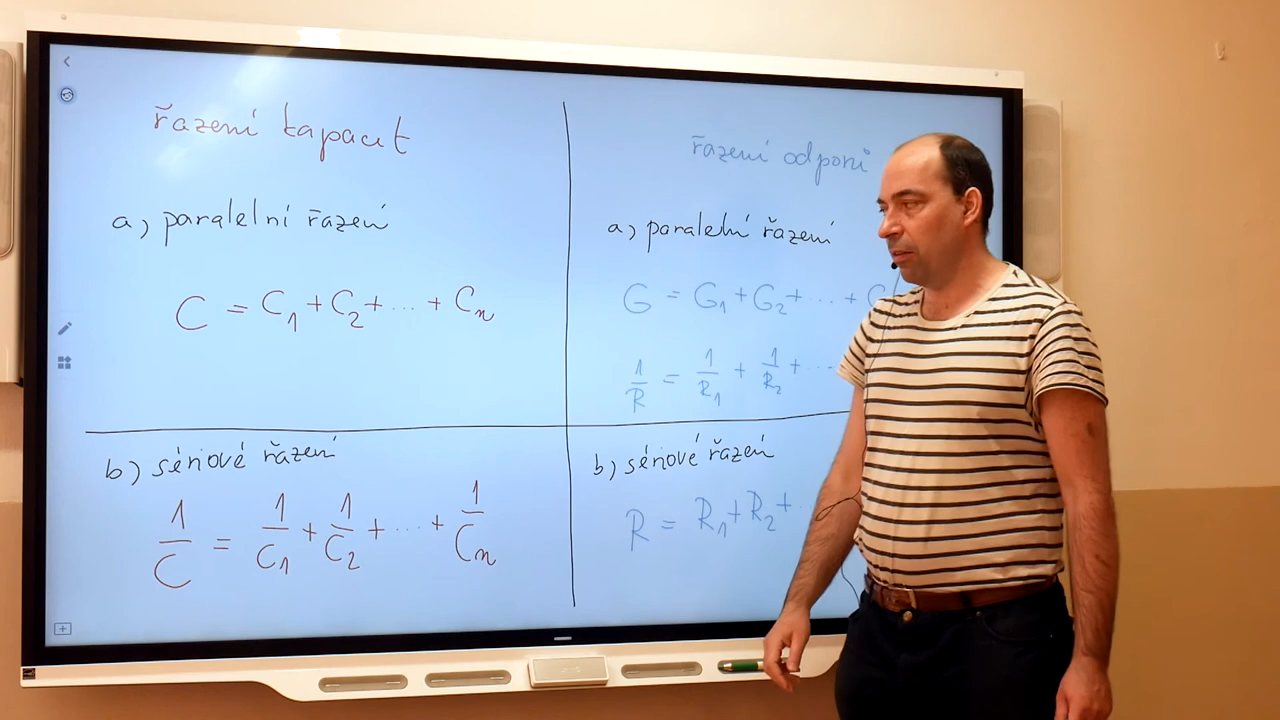 řazení kapacit
a) paralelní řazení
C = C₁ + C₂ + ... + Cₙ
b) sériové řazení
1/C = 1/C₁ + 1/C₂ + ... + 1/Cₙ
řazení odporů
a) paralelní řazení
G = G₁ + G₂ + ... + G
1/R = 1/R₁ + 1/R₂ + ...
b) sériové řazení
R = R₁ + R₂ +